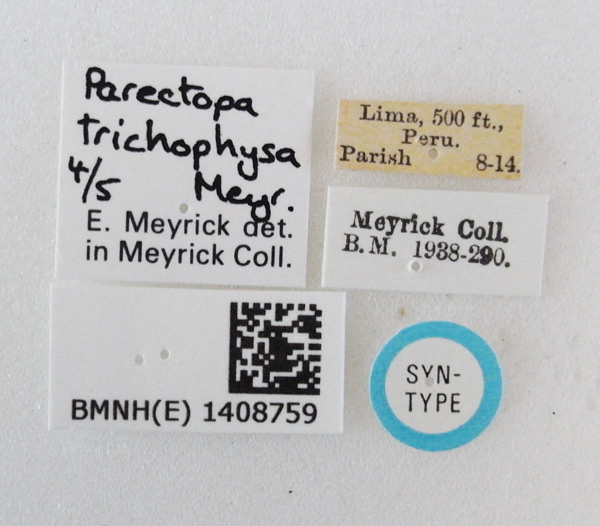 Parectopa
trichophysa
4/5 Meyr.
E. Meyrick det.
in Meyrick Coll.
Lima, 500 ft.,
Peru.
Parish 8-14.
Meyrick Coll.
B.M. 1938-290.
BMNH(E) 1408759
SYN-
TYPE